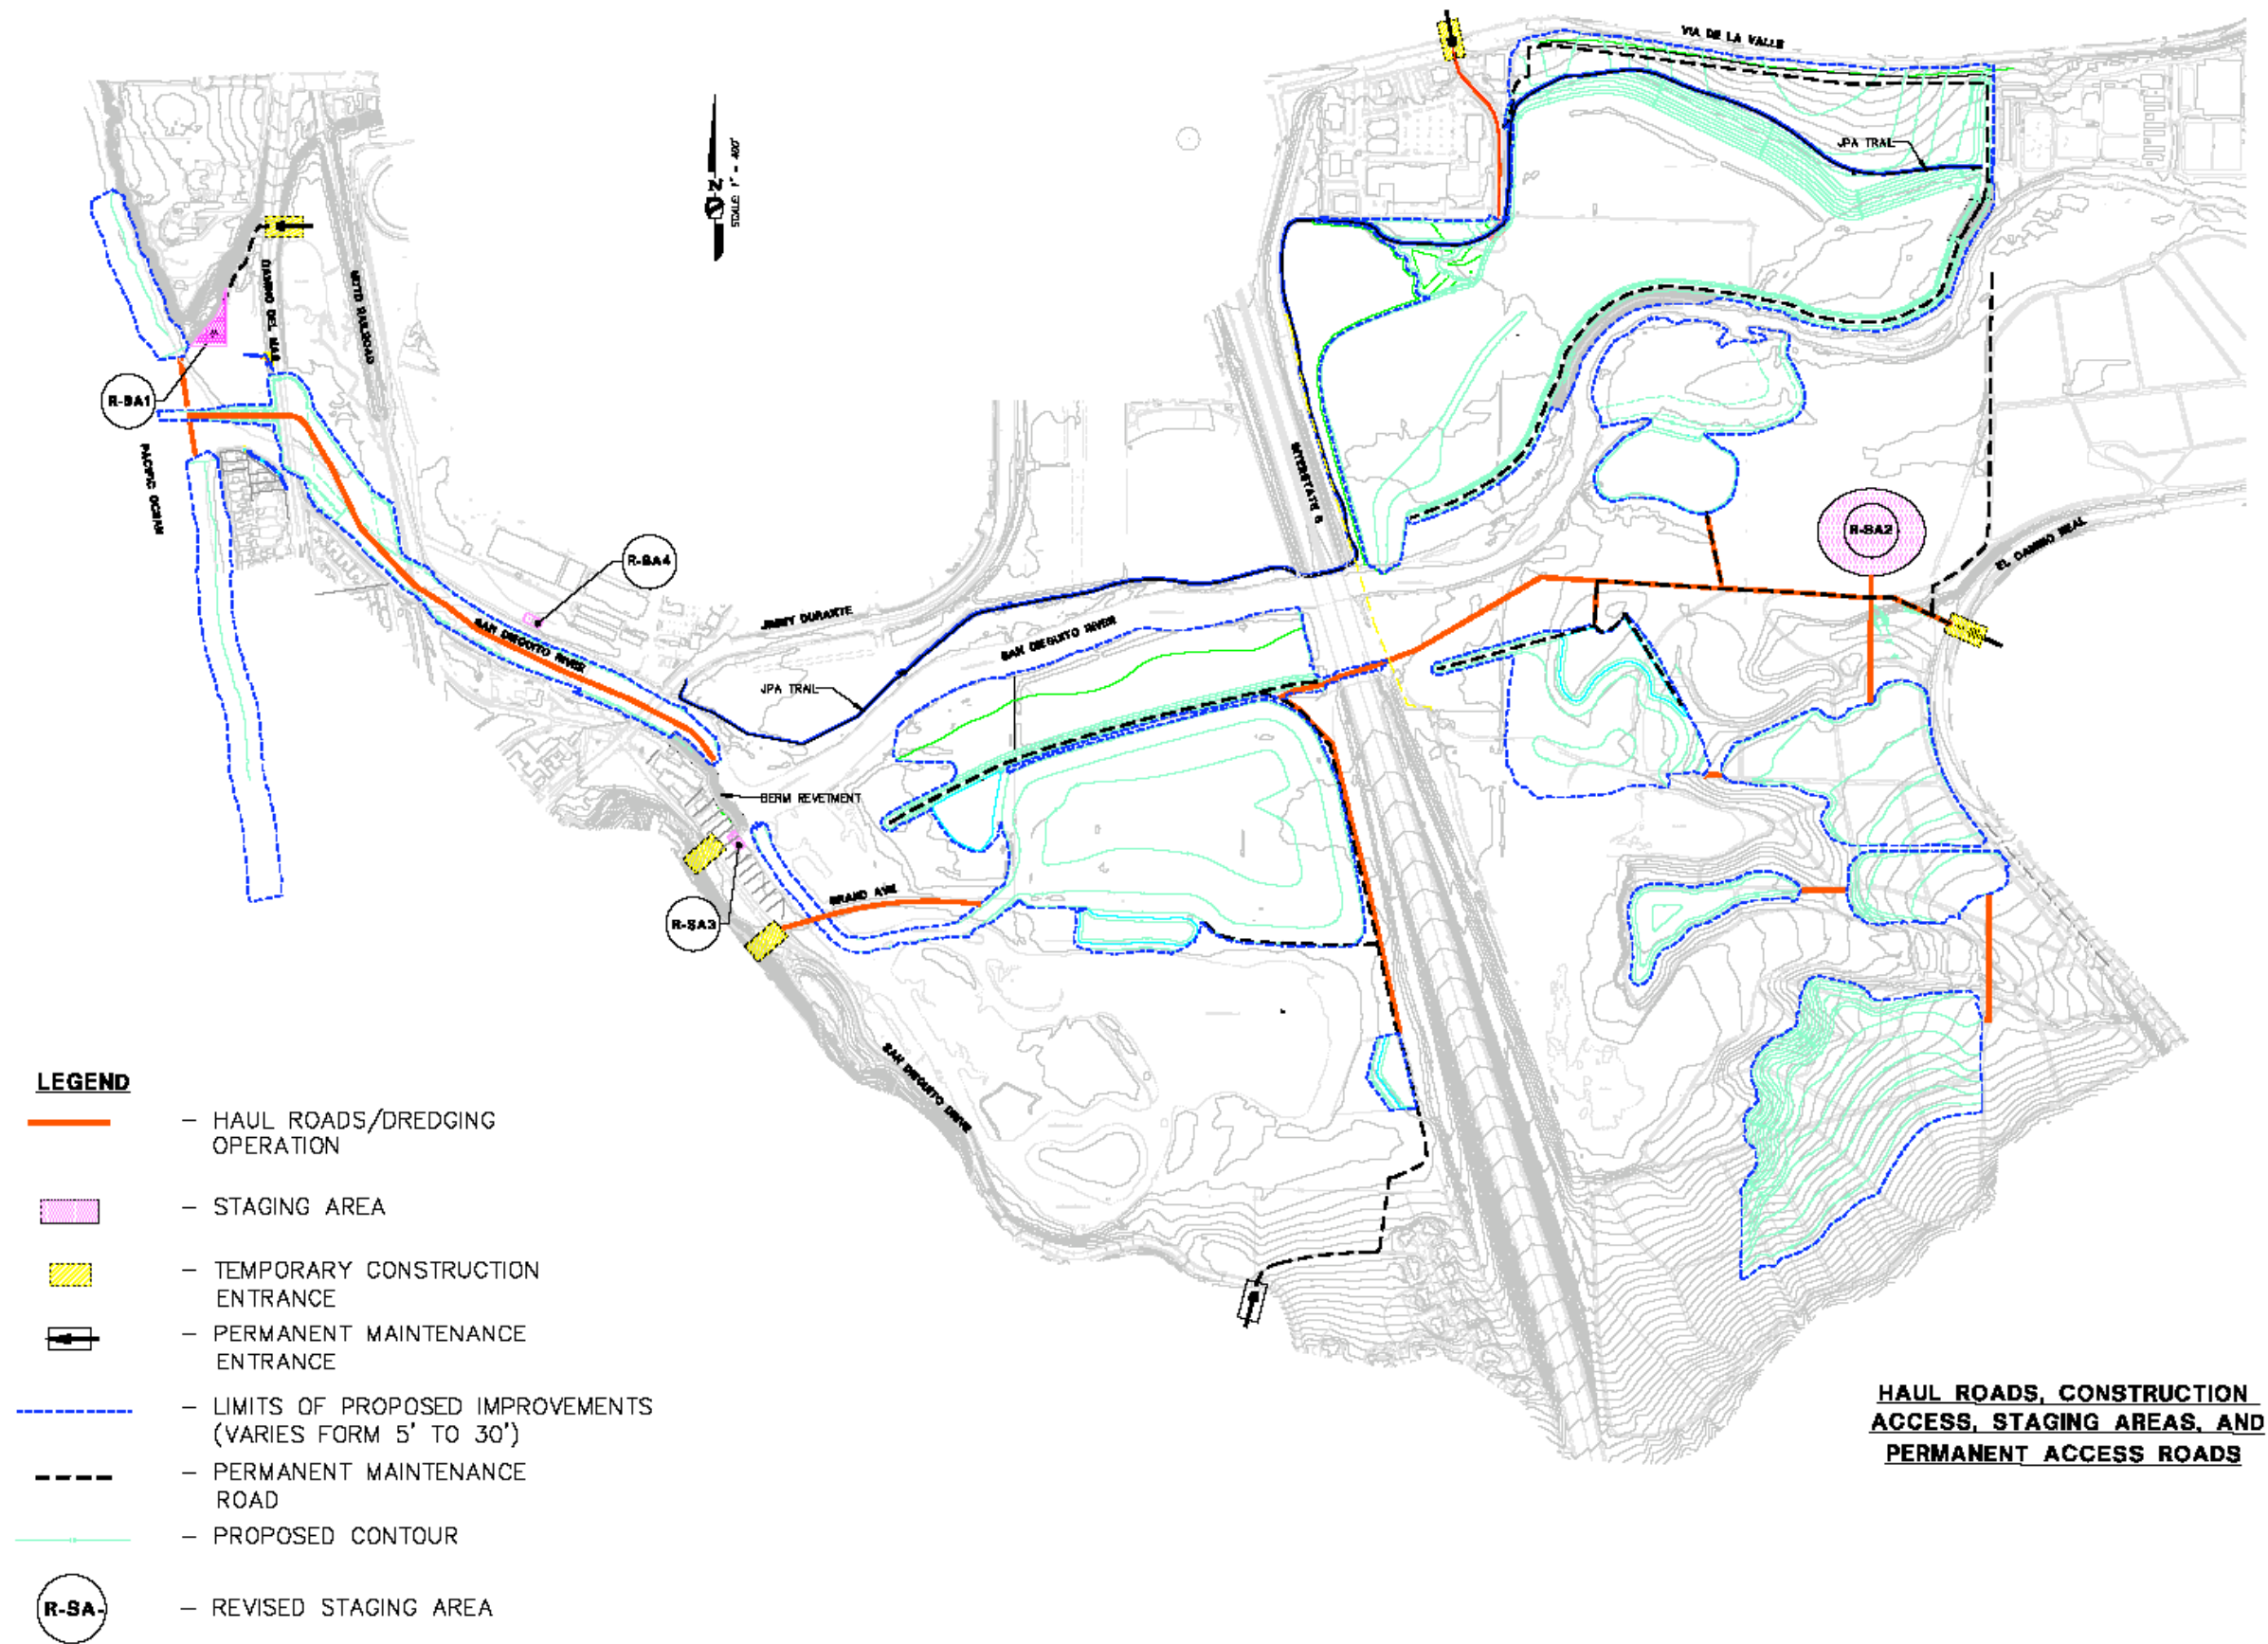 VIA DE LA VALLE
JPA TRAIL
SCALE: 1" = 400'
CAMINO DEL MAR
NCTD RAILROAD
R-SA1
PACIFIC OCEAN
R-SA4
SAN DIEGUITO RIVER
JIMMY DURANTE
SAN DIEGUITO RIVER
JPA TRAIL
INTERSTATE 5
R-SA2
EL CAMINO REAL
BERM REVETMENT
GRAND AVE
R-SA3
SAN DIEGUITO DRIVE
LEGEND
– HAUL ROADS/DREDGING
OPERATION
– STAGING AREA
– TEMPORARY CONSTRUCTION
ENTRANCE
– PERMANENT MAINTENANCE
ENTRANCE
– LIMITS OF PROPOSED IMPROVEMENTS
(VARIES FORM 5' TO 30')
– PERMANENT MAINTENANCE
ROAD
– PROPOSED CONTOUR
R-SA-
– REVISED STAGING AREA
HAUL ROADS, CONSTRUCTION
ACCESS, STAGING AREAS, AND
PERMANENT ACCESS ROADS